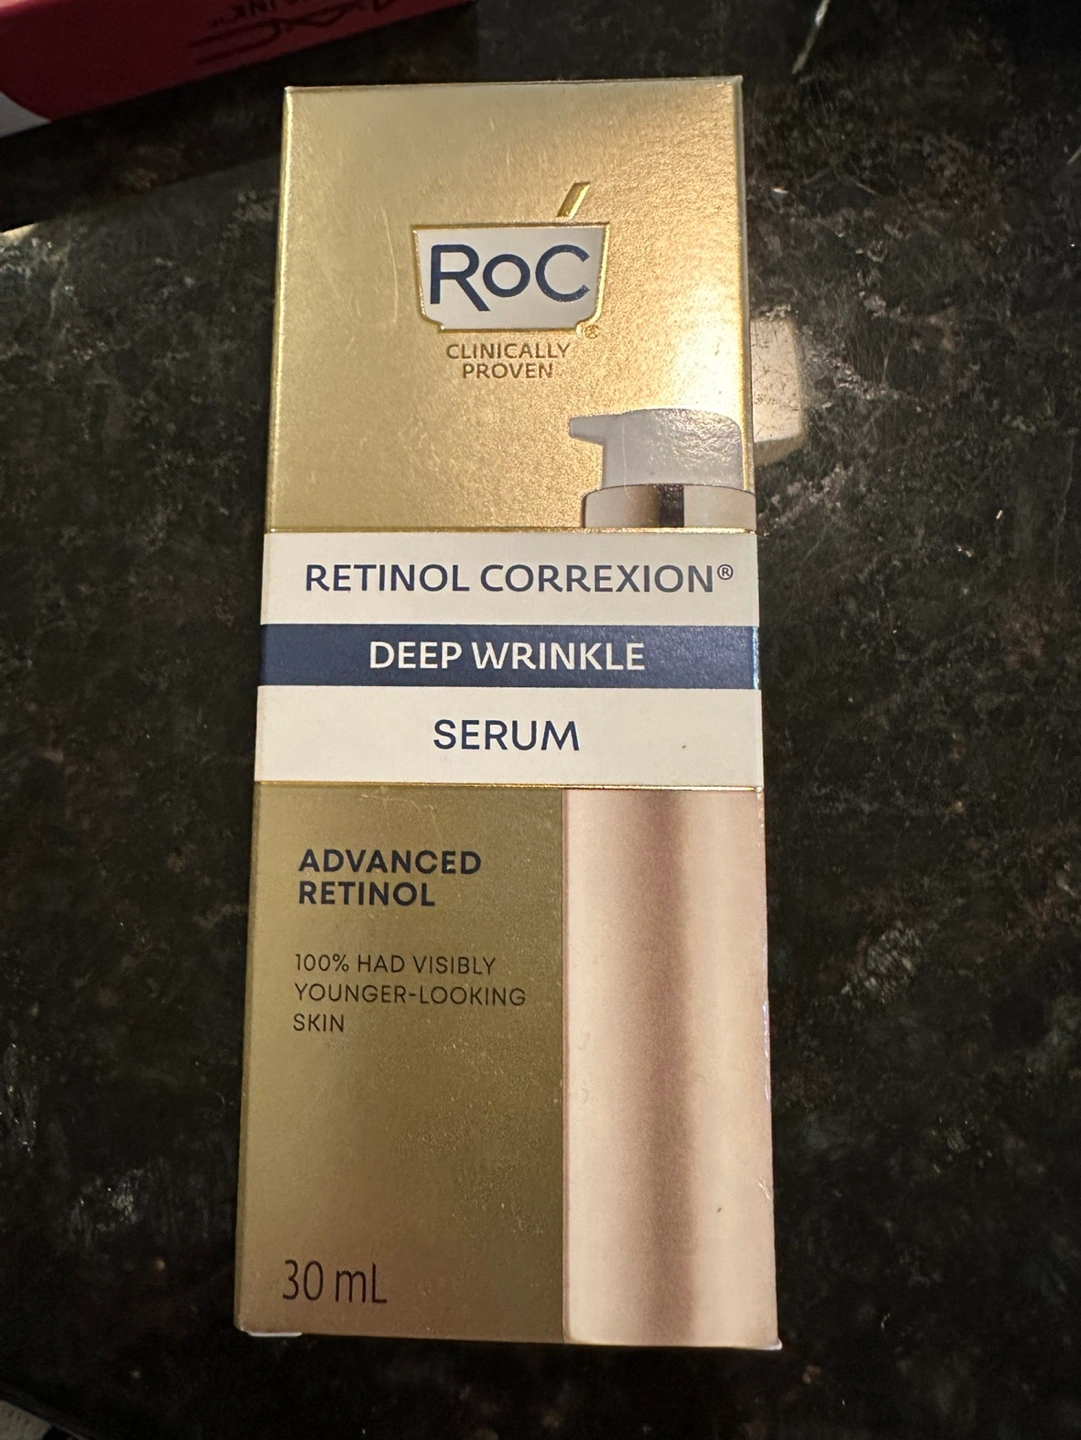 RoC®
CLINICALLY
PROVEN
RETINOL CORREXION®
DEEP WRINKLE
SERUM
ADVANCED
RETINOL
100% HAD VISIBLY
YOUNGER-LOOKING
SKIN
30 mL